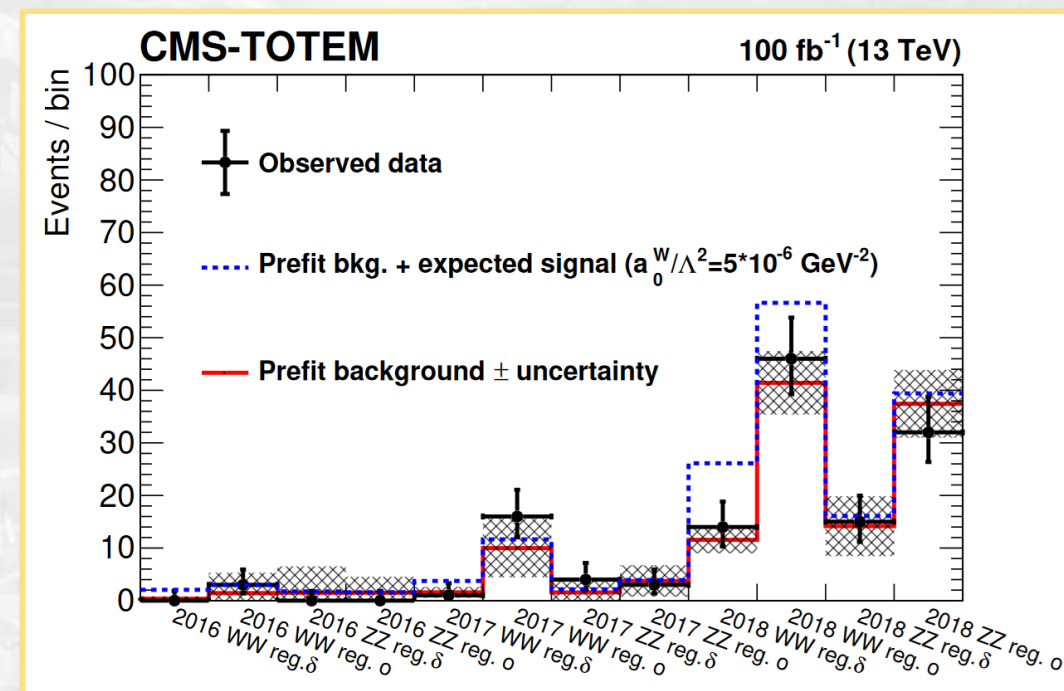 CMS-TOTEM
100 fb⁻¹ (13 TeV)
Events / bin
100
90
80
70
60
50
40
30
20
10
0
Observed data
Prefit bkg. + expected signal (a₀ᵂ/Λ²=5*10⁻⁶ GeV⁻²)
Prefit background ± uncertainty
2016 WW reg.δ
2016 WW reg. o
2016 ZZ reg.δ
2016 ZZ reg. o
2017 WW reg.δ
2017 WW reg. o
2017 ZZ reg.δ
2017 ZZ reg. o
2018 WW reg.δ
2018 WW reg. o
2018 ZZ reg.δ
2018 ZZ reg. o